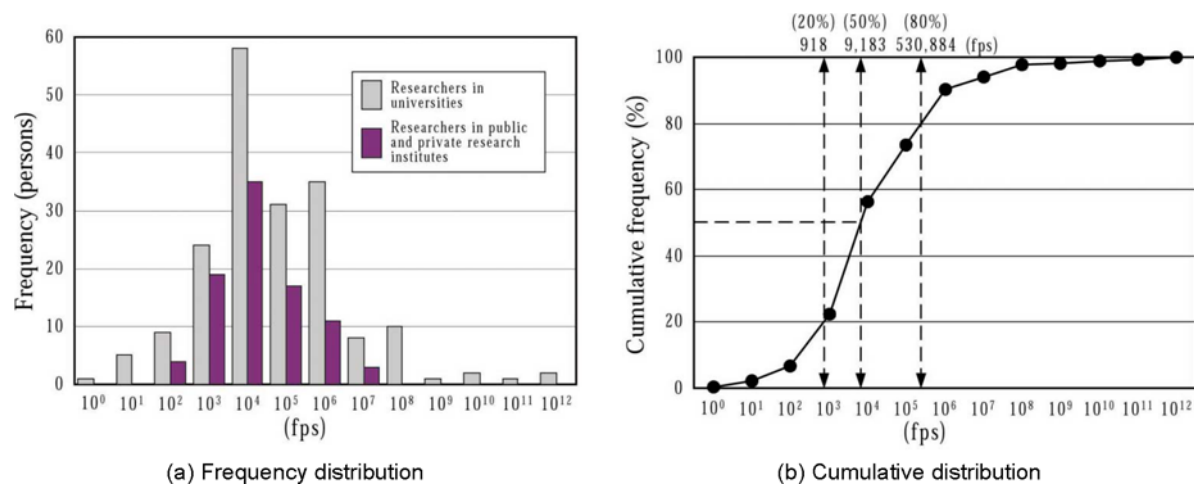 60
50
40
30
20
10
0
Frequency (persons)
Researchers in
universities
Researchers in public
and private research
institutes
10⁰ 10¹ 10² 10³ 10⁴ 10⁵ 10⁶ 10⁷ 10⁸ 10⁹ 10¹⁰ 10¹¹ 10¹²
(fps)
(a) Frequency distribution
(20%) (50%) (80%)
918 9,183 530,884 (fps)
100
80
60
40
20
0
Cumulative frequency (%)
10⁰ 10¹ 10² 10³ 10⁴ 10⁵ 10⁶ 10⁷ 10⁸ 10⁹ 10¹⁰ 10¹¹ 10¹²
(fps)
(b) Cumulative distribution